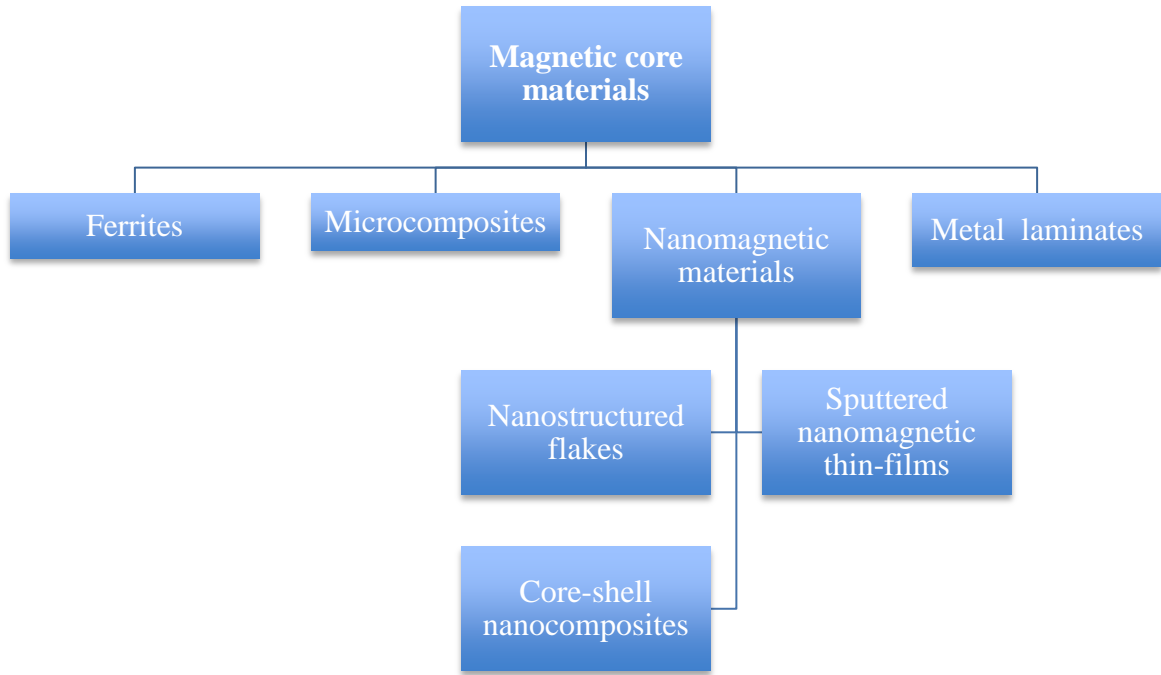 Magnetic core
materials
Ferrites
Microcomposites
Nanomagnetic
materials
Metal laminates
Nanostructured
flakes
Sputtered
nanomagnetic
thin-films
Core-shell
nanocomposites